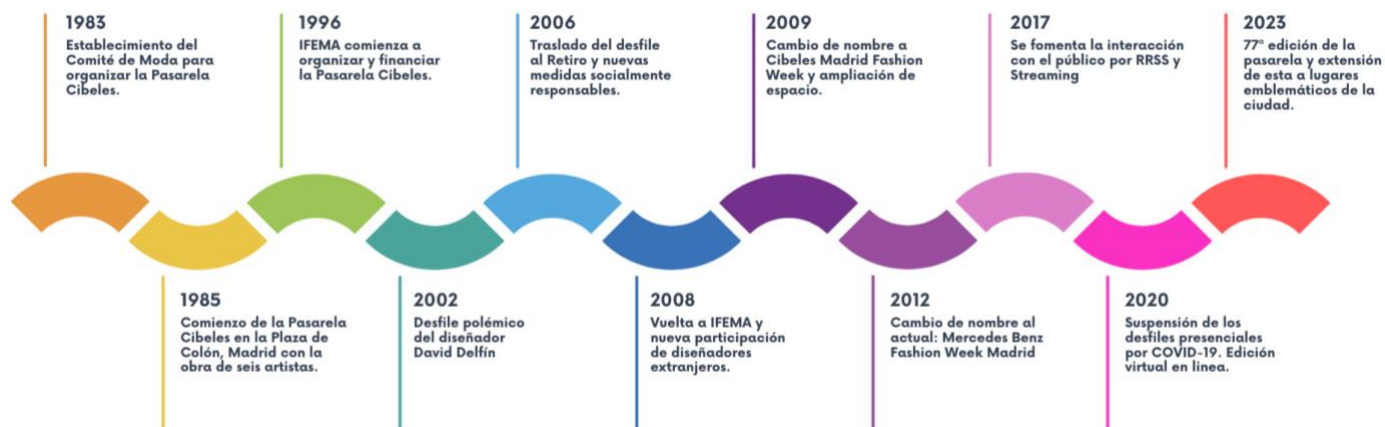 1983
Establecimiento del
Comité de Moda para
organizar la Pasarela
Cibeles.
1996
IFEMA comienza a
organizar y financiar
la Pasarela Cibeles.
2006
Traslado del desfile
al Retiro y nuevas
medidas socialmente
responsables.
2009
Cambio de nombre a
Cibeles Madrid Fashion
Week y ampliación de
espacio.
2017
Se fomenta la interacción
con el público por RRSS y
Streaming
2023
77ª edición de la
pasarela y extensión
de esta a lugares
emblemáticos de la
ciudad.
1985
Comienzo de la Pasarela
Cibeles en la Plaza de
Colón, Madrid con la
obra de seis artistas.
2002
Desfile polémico
del diseñador
David Delfín
2008
Vuelta a IFEMA y
nueva participación
de diseñadores
extranjeros.
2012
Cambio de nombre al
actual: Mercedes Benz
Fashion Week Madrid
2020
Suspensión de los
desfiles presenciales
por COVID-19. Edición
virtual en linea.